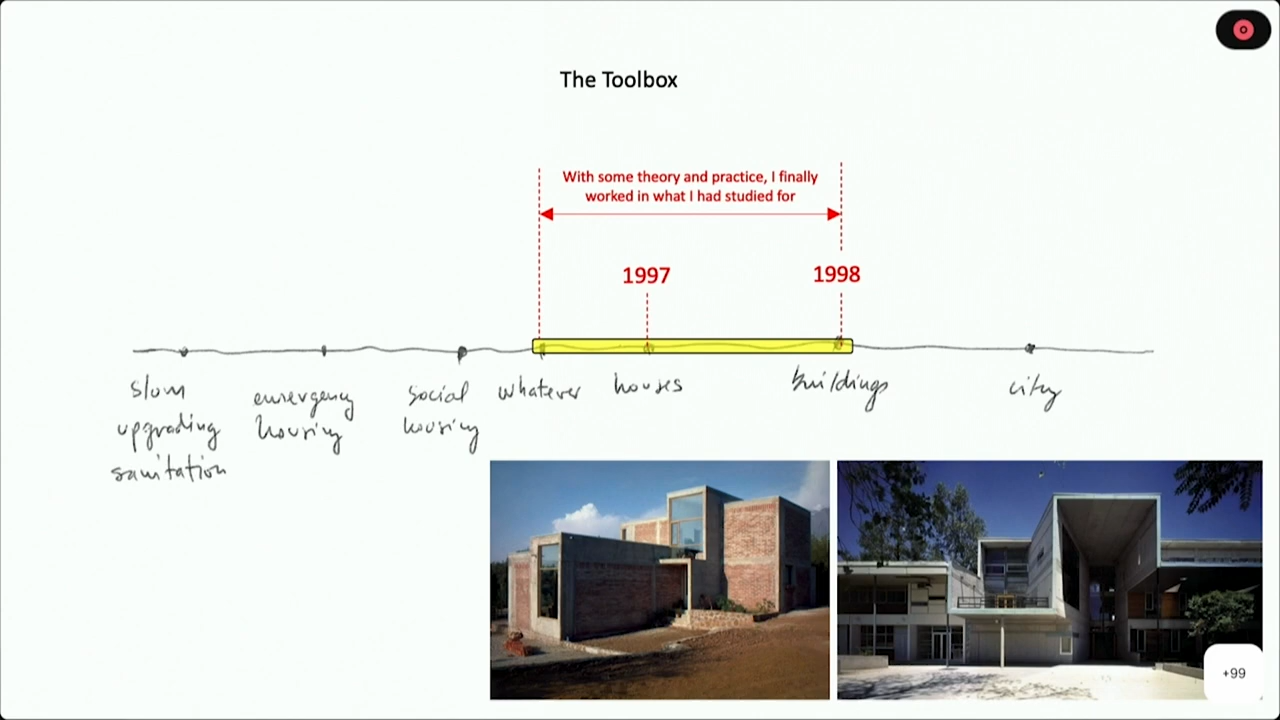 The Toolbox
With some theory and practice, I finally
worked in what I had studied for
1997
1998
slum
upgrading
sanitation
emergency
housing
social
housing
whatever
houses
buildings
city
+99